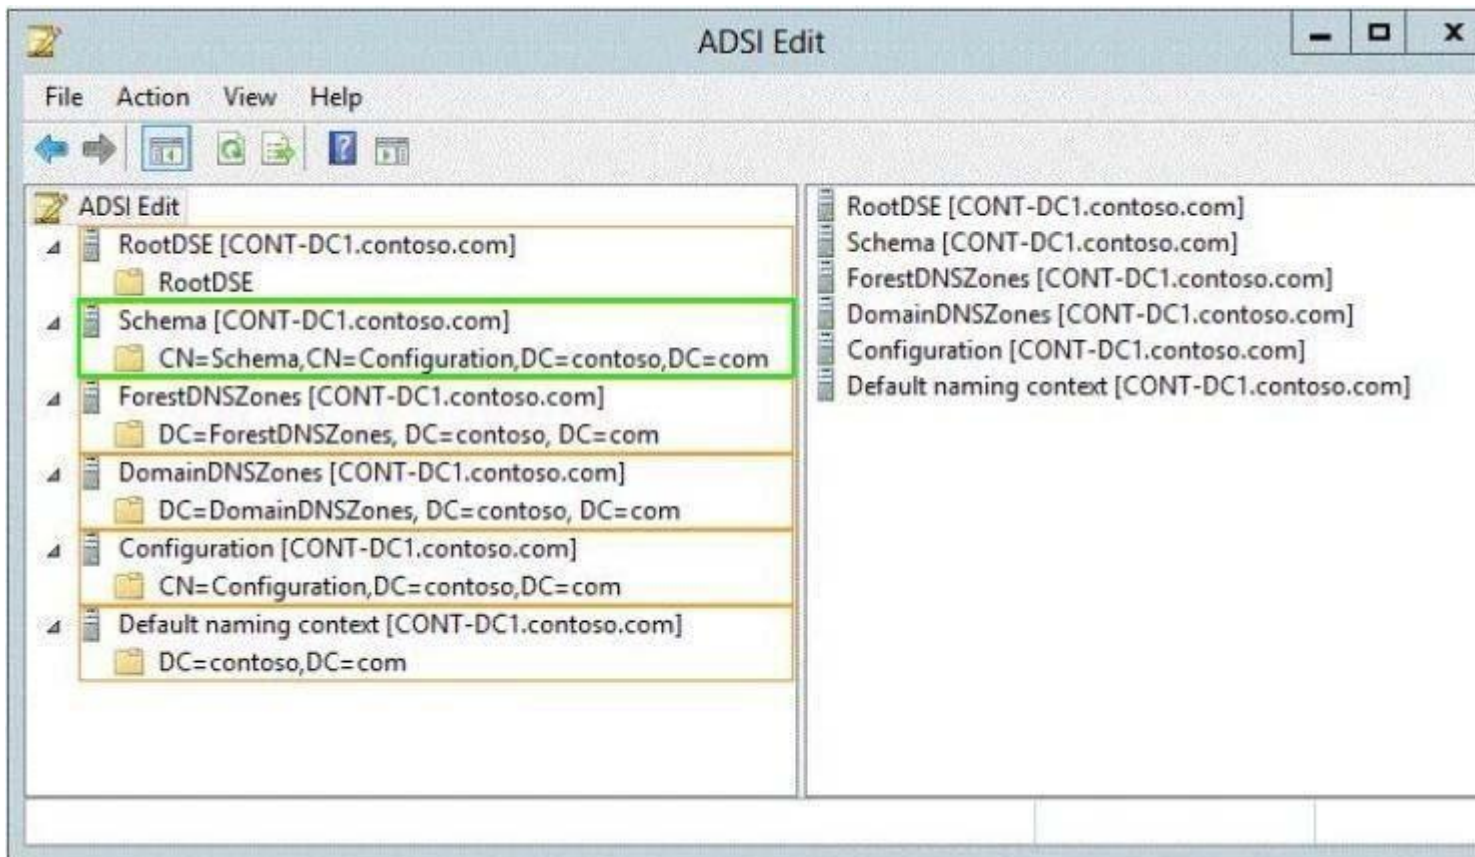 ADSI Edit
X
File Action View Help
?
ADSI Edit
RootDSE [CONT-DC1.contoso.com]
RootDSE
Schema [CONT-DC1.contoso.com]
CN=Schema,CN=Configuration,DC=contoso,DC=com
ForestDNSZones [CONT-DC1.contoso.com]
DC=ForestDNSZones, DC=contoso, DC=com
DomainDNSZones [CONT-DC1.contoso.com]
DC=DomainDNSZones, DC=contoso, DC=com
Configuration [CONT-DC1.contoso.com]
CN=Configuration,DC=contoso,DC=com
Default naming context [CONT-DC1.contoso.com]
DC=contoso,DC=com
RootDSE [CONT-DC1.contoso.com]
Schema [CONT-DC1.contoso.com]
ForestDNSZones [CONT-DC1.contoso.com]
DomainDNSZones [CONT-DC1.contoso.com]
Configuration [CONT-DC1.contoso.com]
Default naming context [CONT-DC1.contoso.com]